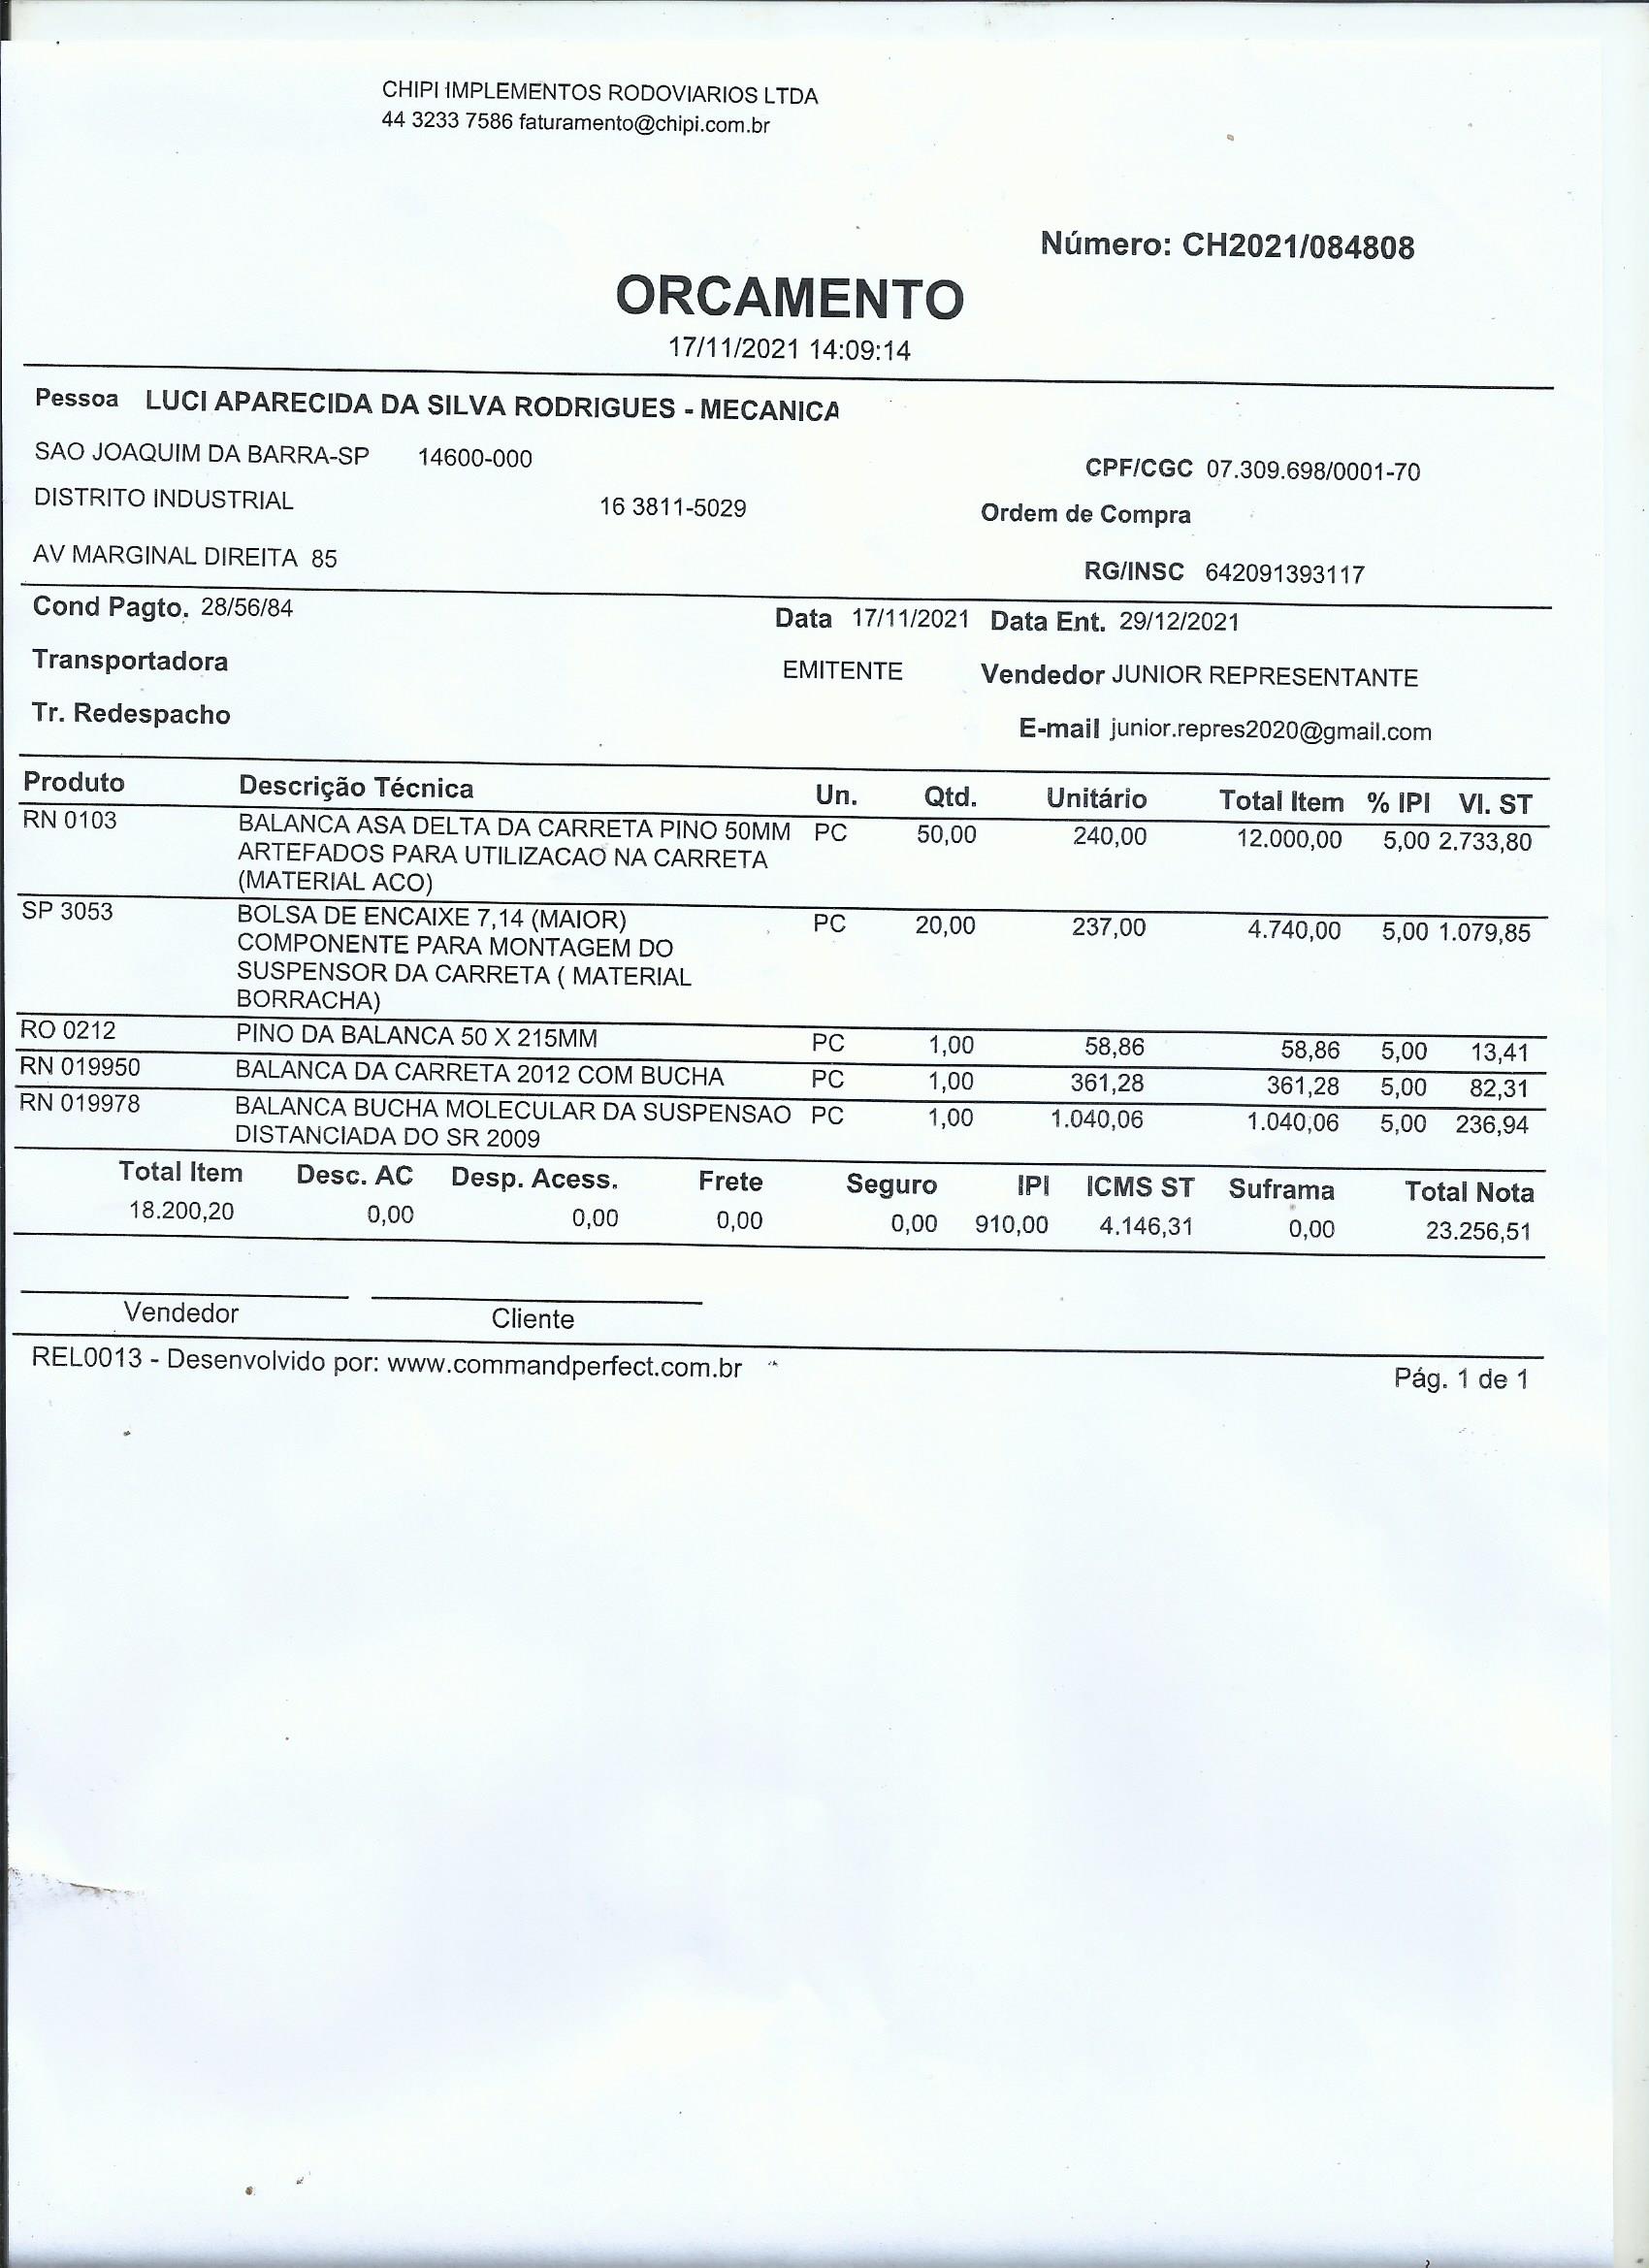 CHIPI IMPLEMENTOS RODOVIARIOS LTDA
44 3233 7586 faturamento@chipi.com.br
Número: CH2021/084808
ORCAMENTO
17/11/2021 14:09:14
Pessoa LUCI APARECIDA DA SILVA RODRIGUES - MECANICA
SAO JOAQUIM DA BARRA-SP 14600-000 CPF/CGC 07.309.698/0001-70
DISTRITO INDUSTRIAL 16 3811-5029 Ordem de Compra
AV MARGINAL DIREITA 85 RG/INSC 642091393117
Cond Pagto. 28/56/84 Data 17/11/2021 Data Ent. 29/12/2021
Transportadora EMITENTE Vendedor JUNIOR REPRESENTANTE
Tr. Redespacho E-mail junior.repres2020@gmail.com
Produto Descrição Técnica Un. Qtd. Unitário Total Item % IPI Vl. ST
RN 0103 BALANCA ASA DELTA DA CARRETA PINO 50MM PC 50,00 240,00 12.000,00 5,00 2.733,80
ARTEFADOS PARA UTILIZACAO NA CARRETA
(MATERIAL ACO)
SP 3053 BOLSA DE ENCAIXE 7,14 (MAIOR) PC 20,00 237,00 4.740,00 5,00 1.079,85
COMPONENTE PARA MONTAGEM DO
SUSPENSOR DA CARRETA ( MATERIAL
BORRACHA)
RO 0212 PINO DA BALANCA 50 X 215MM PC 1,00 58,86 58,86 5,00 13,41
RN 019950 BALANCA DA CARRETA 2012 COM BUCHA PC 1,00 361,28 361,28 5,00 82,31
RN 019978 BALANCA BUCHA MOLECULAR DA SUSPENSAO PC 1,00 1.040,06 1.040,06 5,00 236,94
DISTANCIADA DO SR 2009
Total Item Desc. AC Desp. Acess. Frete Seguro IPI ICMS ST Suframa Total Nota
18.200,20 0,00 0,00 0,00 0,00 910,00 4.146,31 0,00 23.256,51
Vendedor Cliente
REL0013 - Desenvolvido por: www.commandperfect.com.br
Pág. 1 de 1